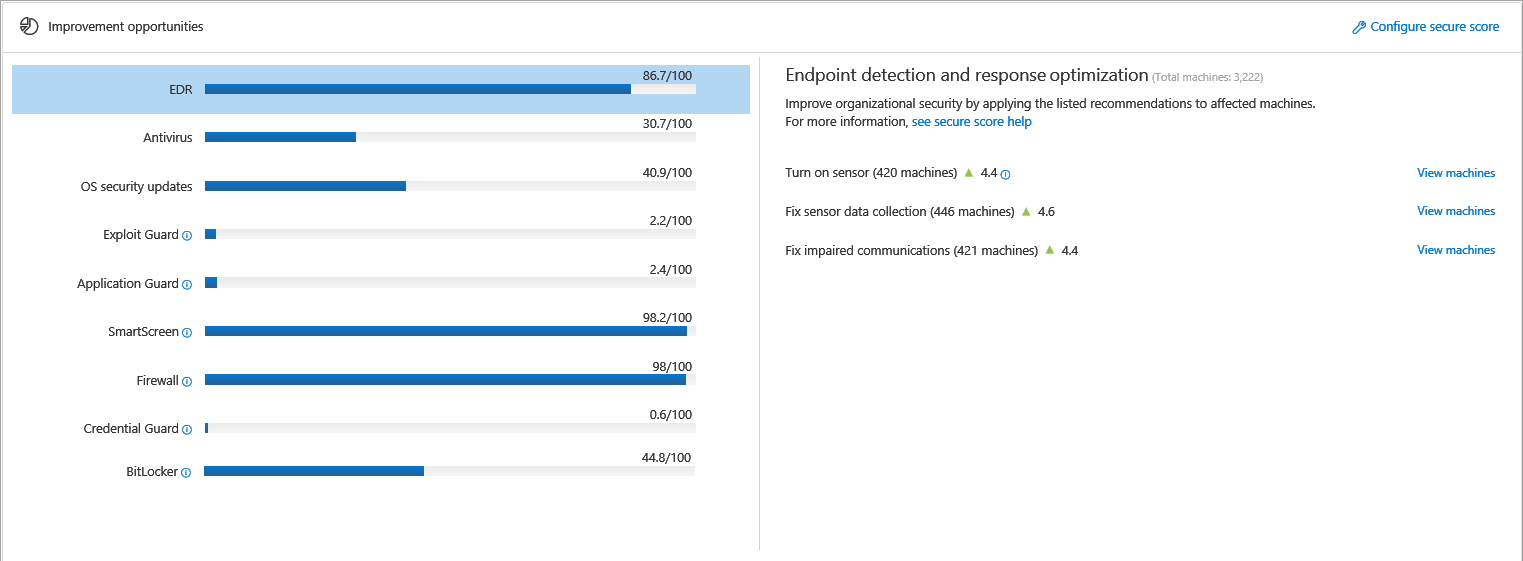 Improvement opportunities
Configure secure score
EDR 86.7/100
Antivirus 30.7/100
OS security updates 40.9/100
Exploit Guard 2.2/100
Application Guard 2.4/100
SmartScreen 98.2/100
Firewall 98/100
Credential Guard 0.6/100
BitLocker 44.8/100
Endpoint detection and response optimization (Total machines: 3,222)
Improve organizational security by applying the listed recommendations to affected machines.
For more information, see secure score help
Turn on sensor (420 machines) 4.4 View machines
Fix sensor data collection (446 machines) 4.6 View machines
Fix impaired communications (421 machines) 4.4 View machines